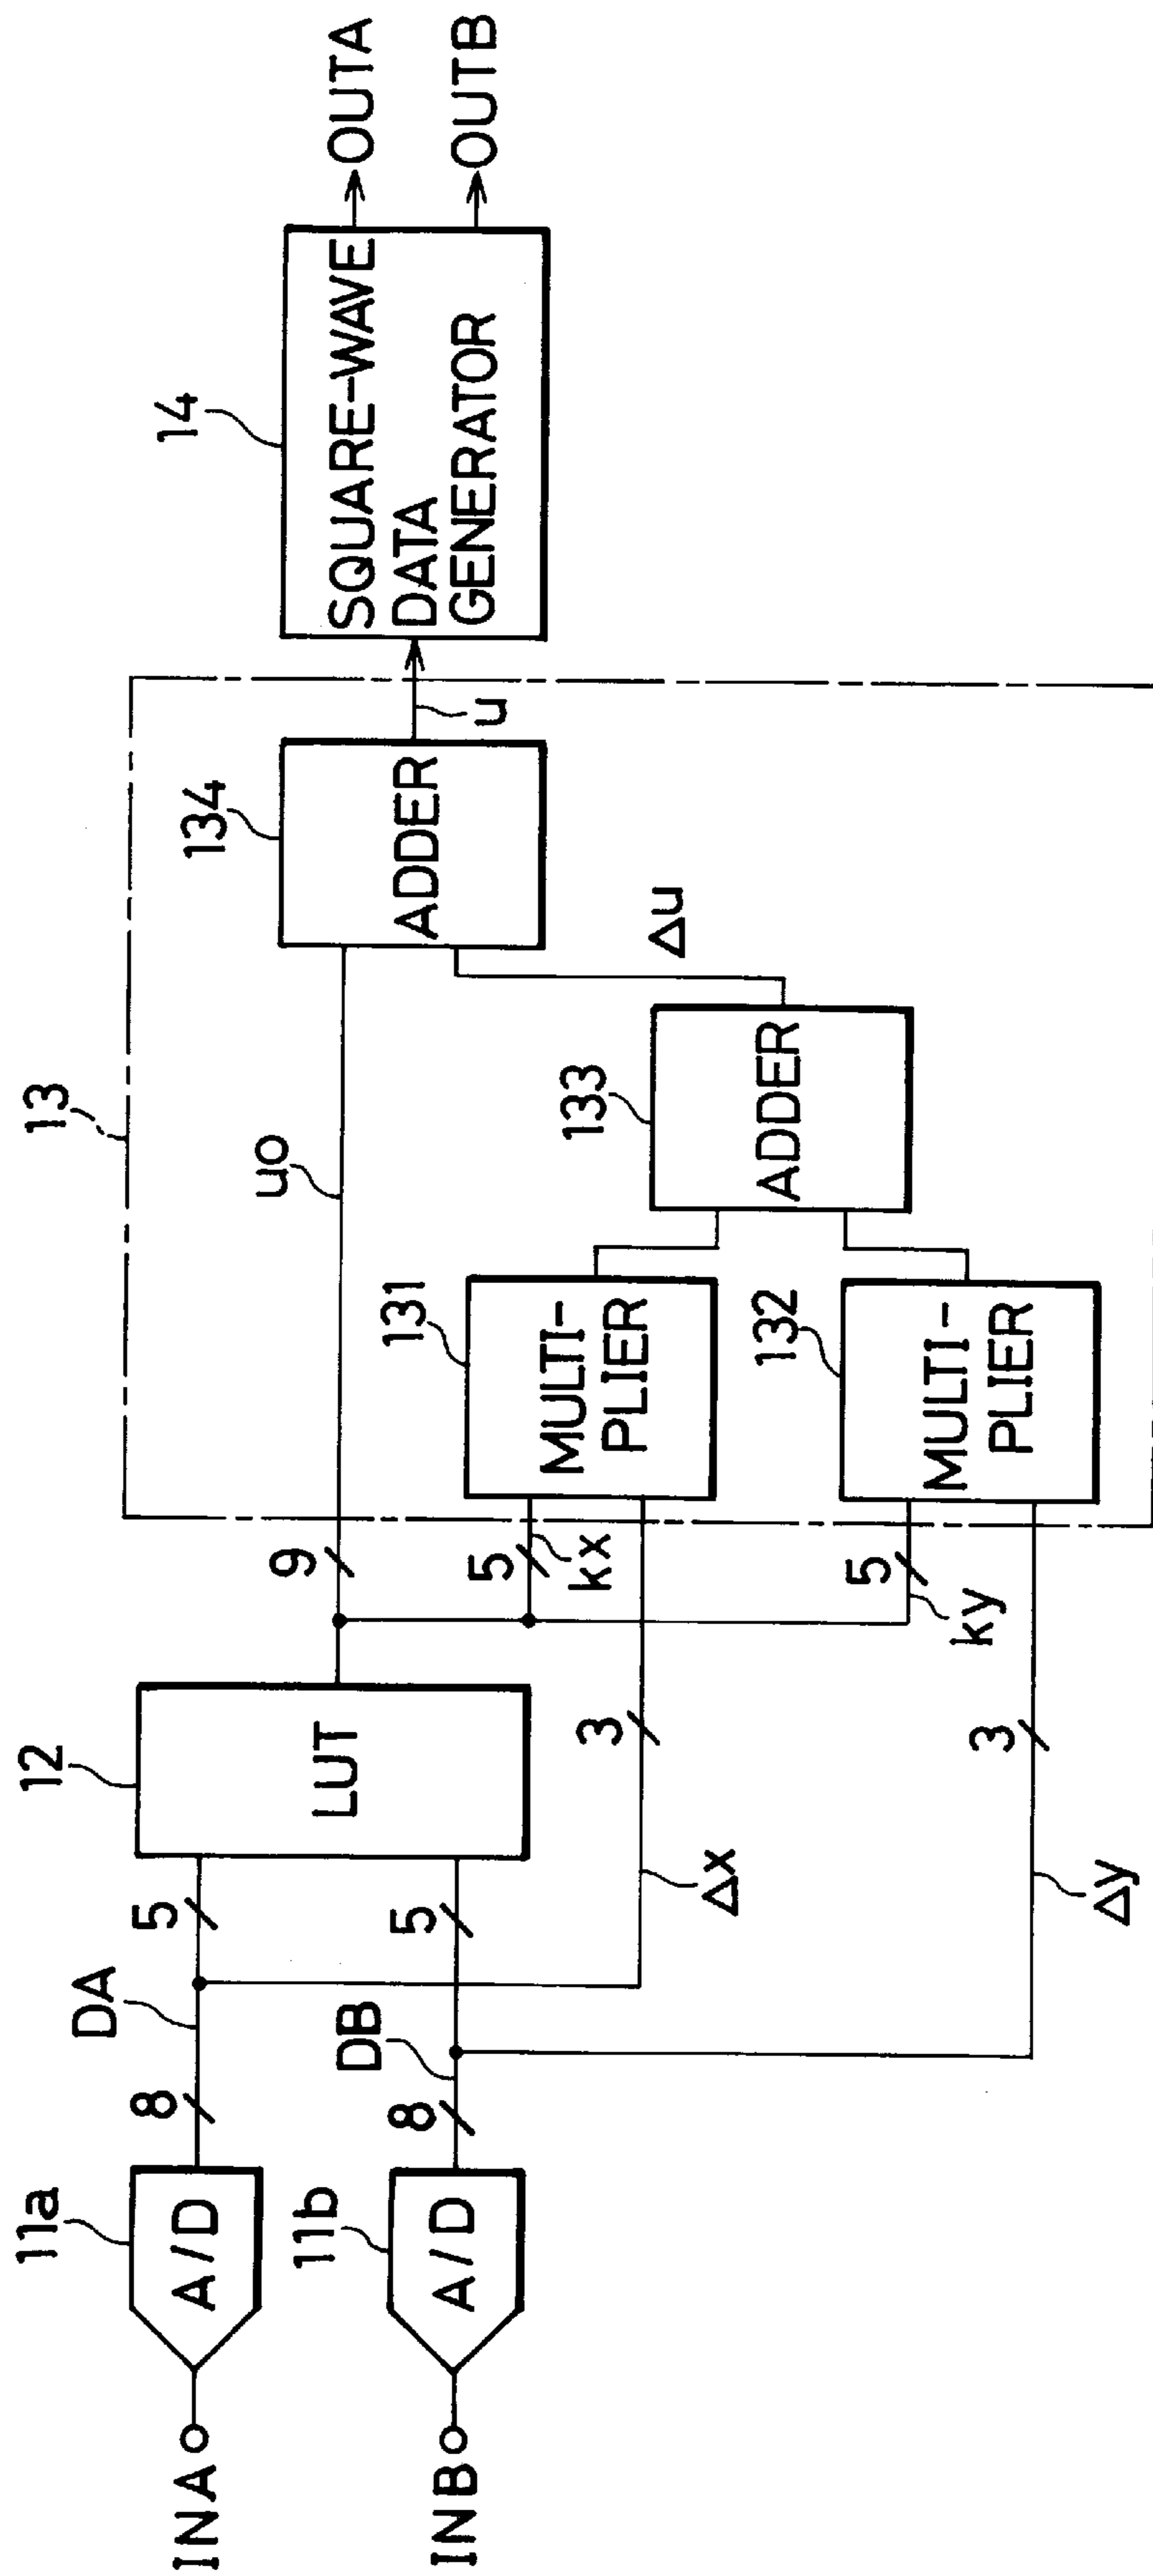 INA
11a
A/D
8
DA
5
INB
11b
A/D
8
DB
5
12
LUT
Δx
3
Δy
3
9
5
kx
5
ky
13
uo
131
MULTI-
PLIER
132
MULTI-
PLIER
133
ADDER
Δu
134
ADDER
u
14
SQUARE-WAVE
DATA
GENERATOR
OUTA
OUTB